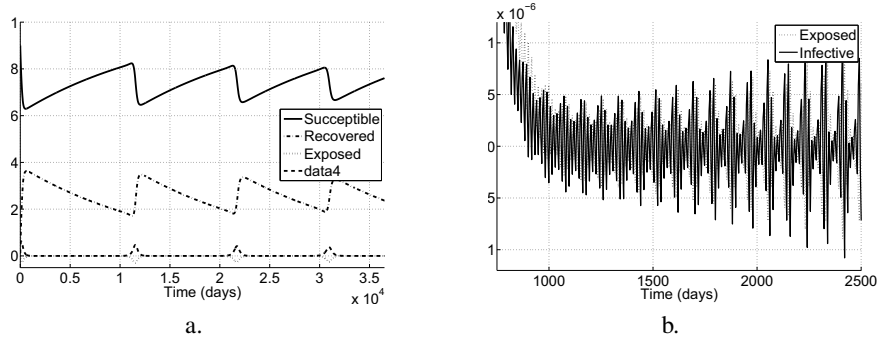 1
8
6
4
2
0
0
0.5
1
1.5
2
2.5
3
3.5
x 10^4
Time (days)
Succeptible
Recovered
Exposed
data4
a.
x 10^-6
1
5
0
5
1
1000
1500
2000
2500
Time (days)
Exposed
Infective
b.